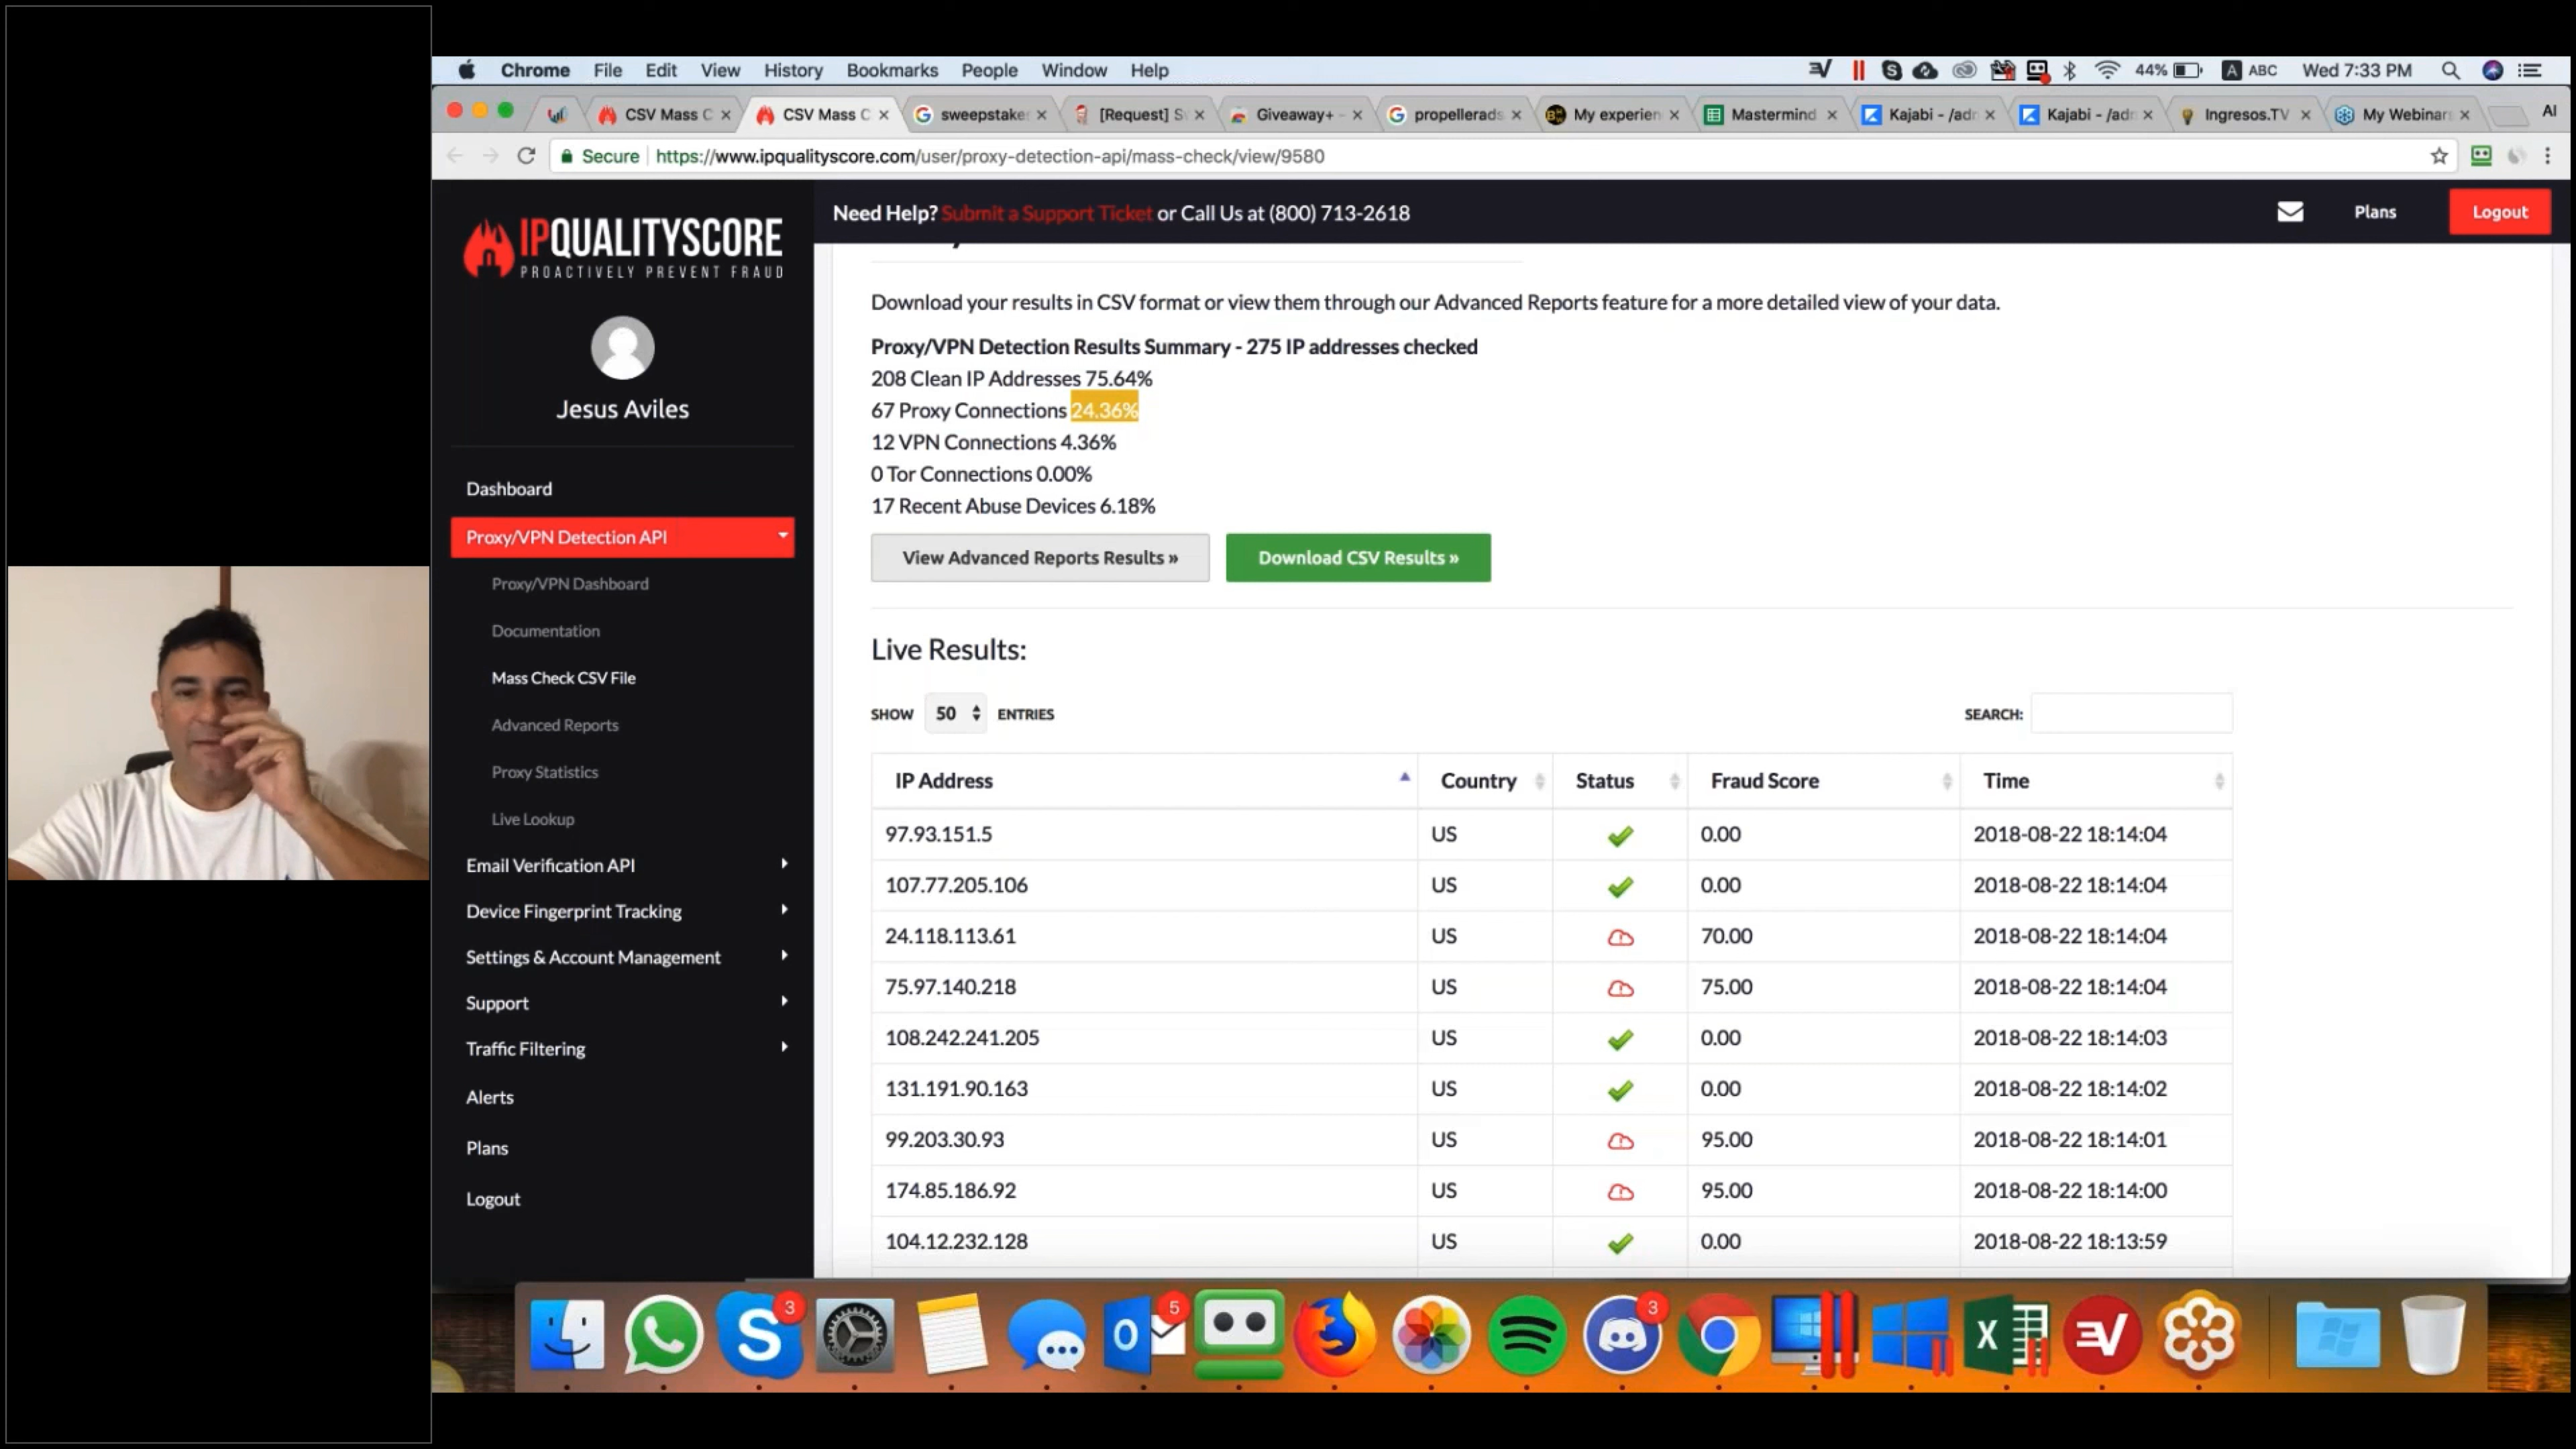 Chrome File Edit View History Bookmarks People Window Help 44% A ABC Wed 7:33 PM
CSV Mass C CSV Mass C sweepstake [Request] S Giveaway+ propellerads My experien Mastermind Kajabi - /adr Kajabi - /adr Ingresos.TV My Webinar AI
Secure https://www.ipqualityscore.com/user/proxy-detection-api/mass-check/view/9580
IPQUALITYSCORE
PROACTIVELY PREVENT FRAUD
Need Help? Submit a Support Ticket or Call Us at (800) 713-2618
Plans
Logout
Jesus Aviles
Dashboard
Proxy/VPN Detection API
Proxy/VPN Dashboard
Documentation
Mass Check CSV File
Advanced Reports
Proxy Statistics
Live Lookup
Email Verification API
Device Fingerprint Tracking
Settings & Account Management
Support
Traffic Filtering
Alerts
Plans
Logout
Download your results in CSV format or view them through our Advanced Reports feature for a more detailed view of your data.
Proxy/VPN Detection Results Summary - 275 IP addresses checked
208 Clean IP Addresses 75.64%
67 Proxy Connections 24.36%
12 VPN Connections 4.36%
0 Tor Connections 0.00%
17 Recent Abuse Devices 6.18%
View Advanced Reports Results » Download CSV Results »
Live Results:
SHOW 50 ENTRIES SEARCH:
IP Address Country Status Fraud Score Time
97.93.151.5 US 0.00 2018-08-22 18:14:04
107.77.205.106 US 0.00 2018-08-22 18:14:04
24.118.113.61 US 70.00 2018-08-22 18:14:04
75.97.140.218 US 75.00 2018-08-22 18:14:04
108.242.241.205 US 0.00 2018-08-22 18:14:03
131.191.90.163 US 0.00 2018-08-22 18:14:02
99.203.30.93 US 95.00 2018-08-22 18:14:01
174.85.186.92 US 95.00 2018-08-22 18:14:00
104.12.232.128 US 0.00 2018-08-22 18:13:59
3 5 3